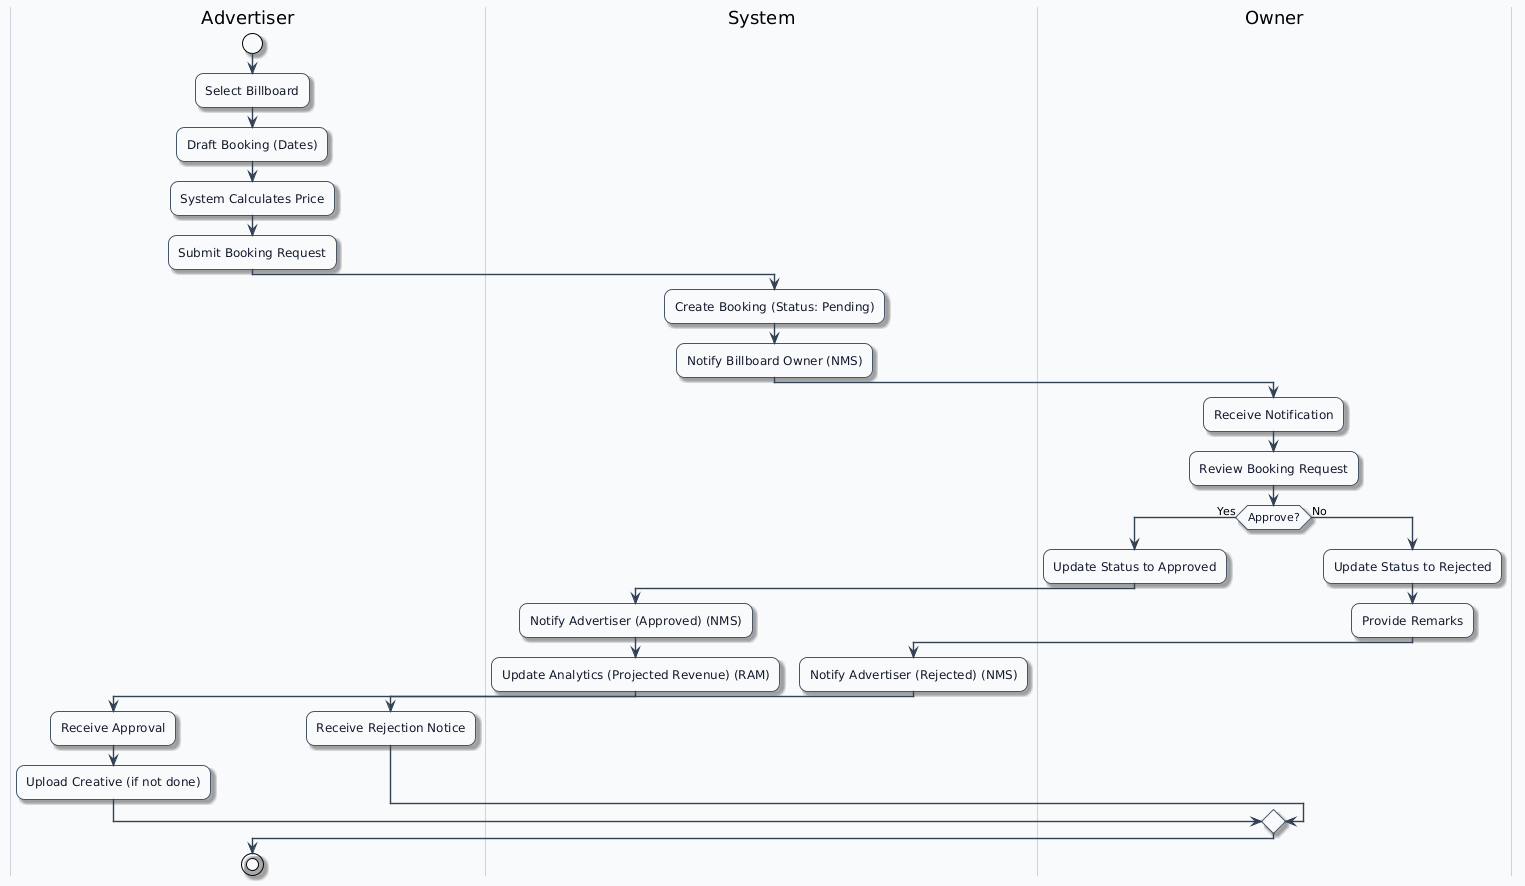 Advertiser
System
Owner
Select Billboard
Draft Booking (Dates)
System Calculates Price
Submit Booking Request
Create Booking (Status: Pending)
Notify Billboard Owner (NMS)
Receive Notification
Review Booking Request
Yes
Approve?
No
Update Status to Approved
Update Status to Rejected
Notify Advertiser (Approved) (NMS)
Provide Remarks
Update Analytics (Projected Revenue) (RAM)
Notify Advertiser (Rejected) (NMS)
Receive Approval
Receive Rejection Notice
Upload Creative (if not done)